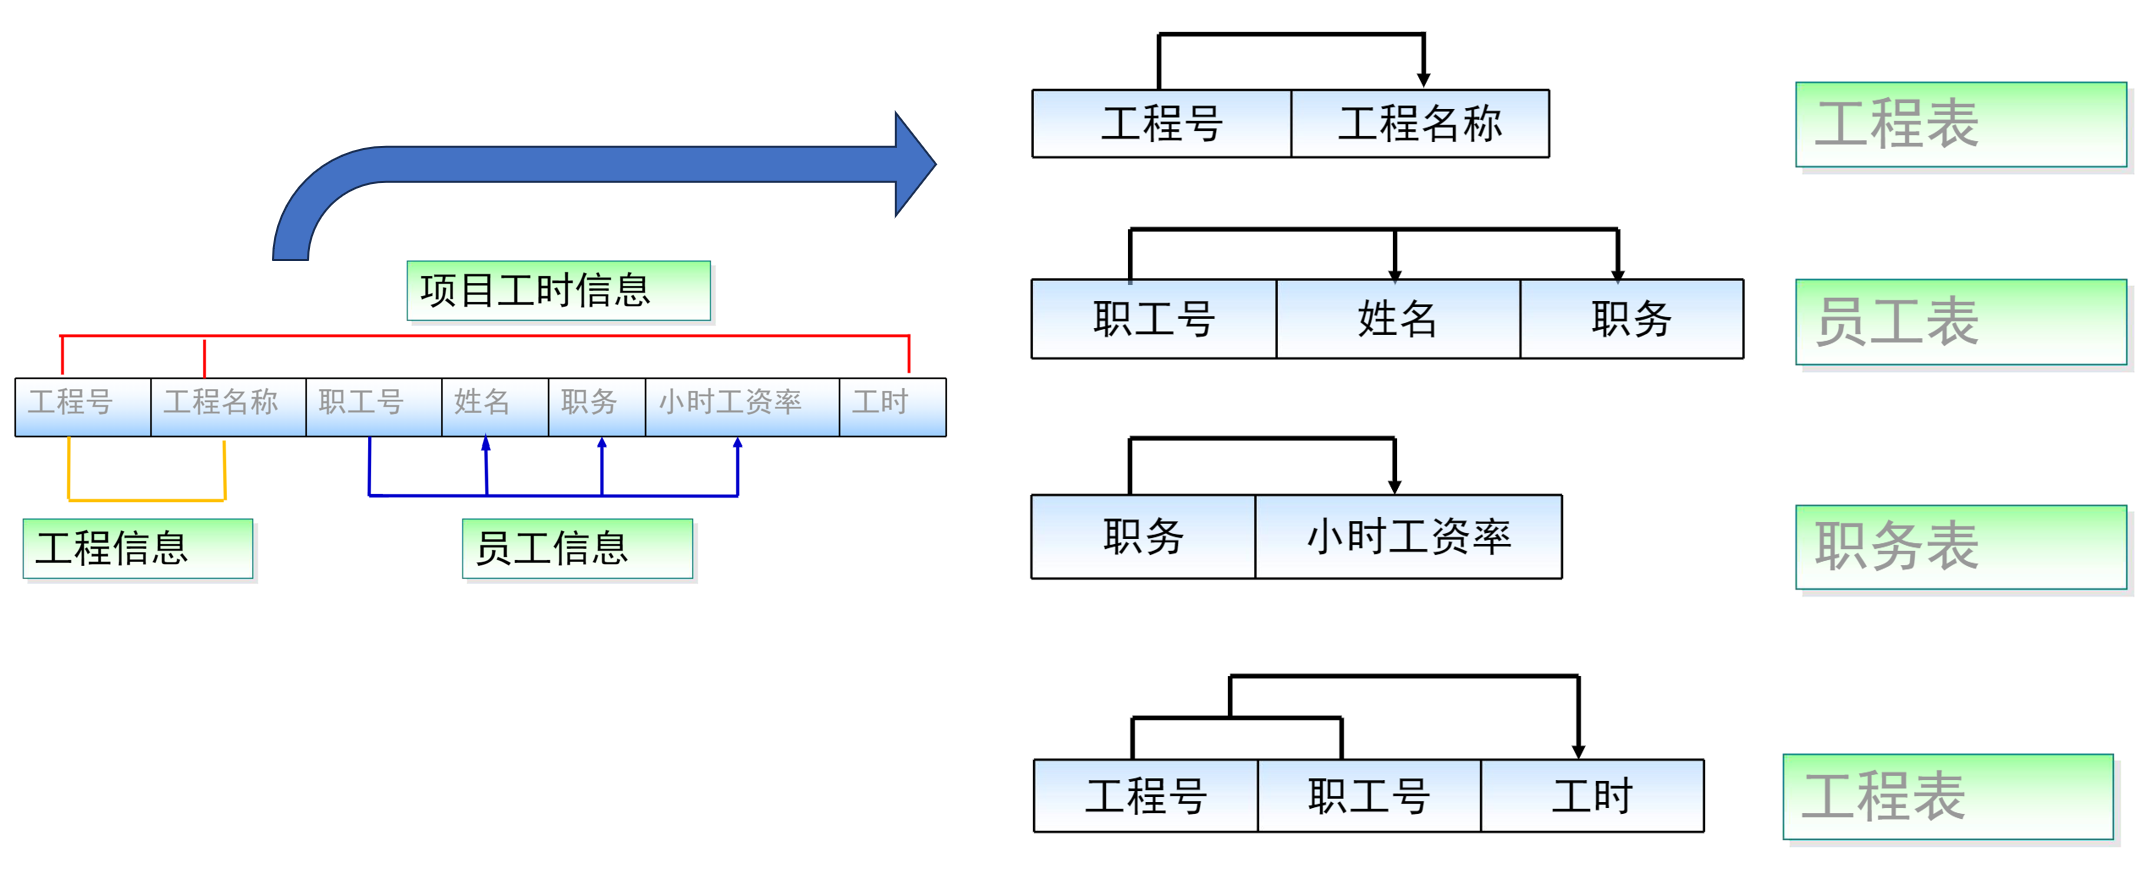 项目工时信息
工程号 工程名称 职工号 姓名 职务 小时工资率 工时
工程信息 员工信息
工程号 工程名称 工程表
职工号 姓名 职务 员工表
职务 小时工资率 职务表
工程号 职工号 工时 工程表